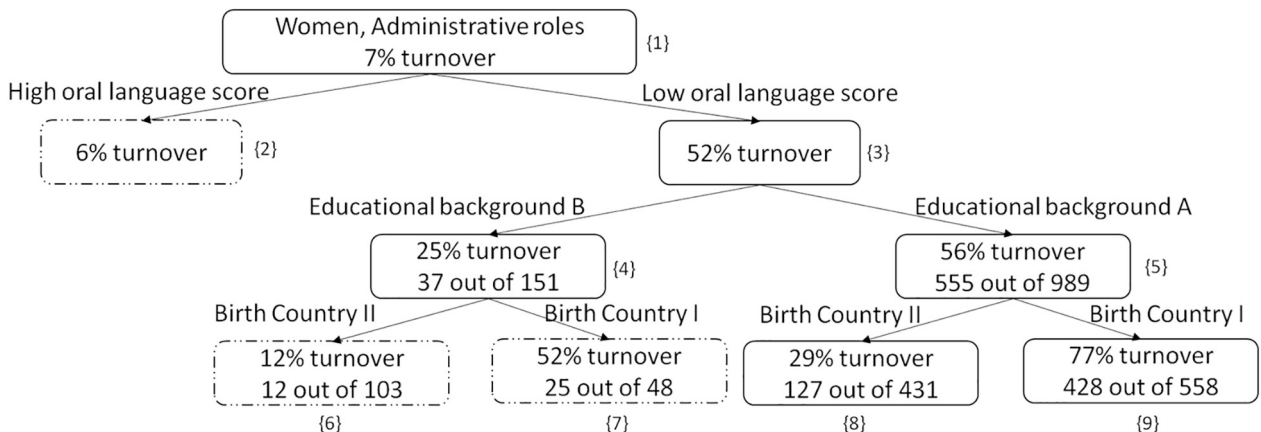 Women, Administrative roles
7% turnover
{1}
High oral language score
Low oral language score
6% turnover
{2}
52% turnover
{3}
Educational background B
Educational background A
25% turnover
37 out of 151
{4}
56% turnover
555 out of 989
{5}
Birth Country II
Birth Country I
Birth Country II
Birth Country I
12% turnover
12 out of 103
52% turnover
25 out of 48
29% turnover
127 out of 431
77% turnover
428 out of 558
{6}
{7}
{8}
{9}